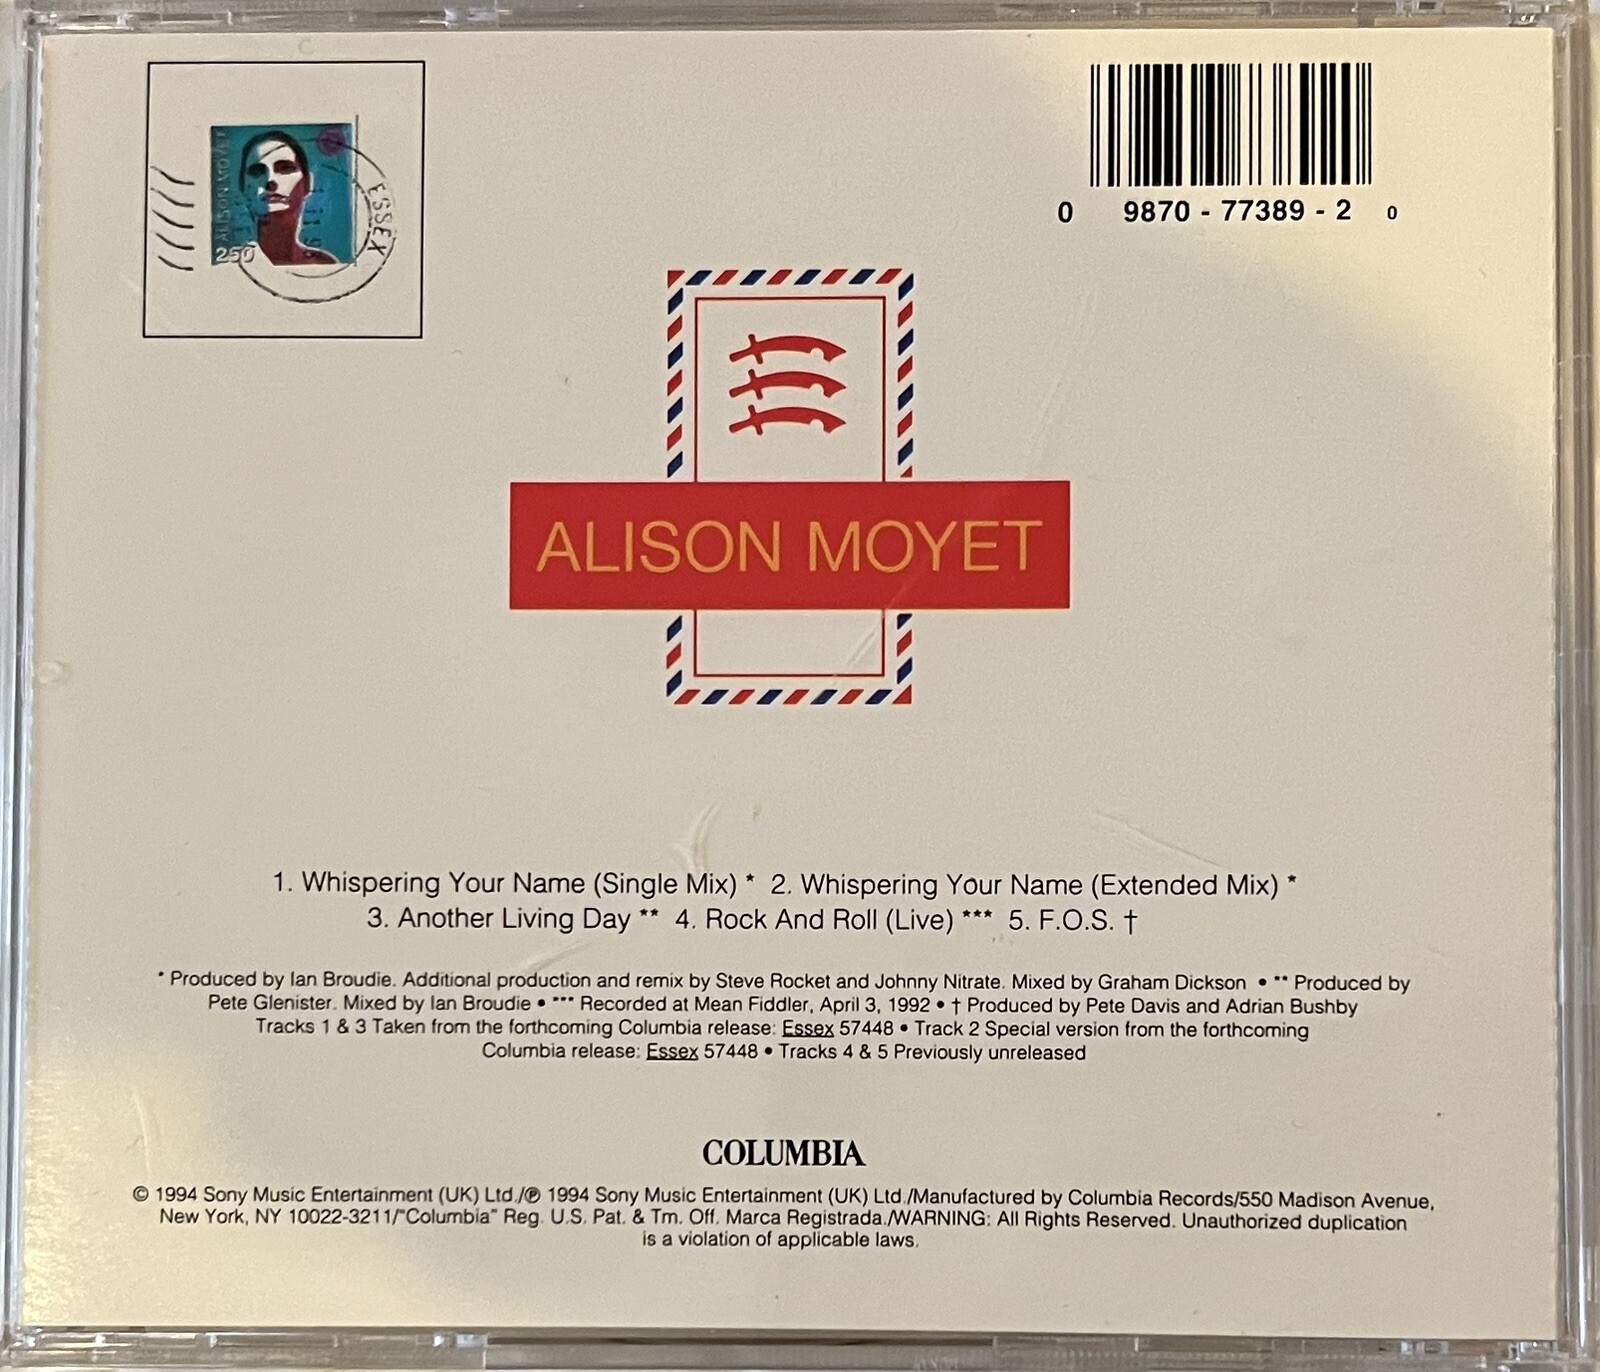 ALISON MOYET
250
ESSEX
0 9870 - 77389 - 2 0
ALISON MOYET
1. Whispering Your Name (Single Mix) * 2. Whispering Your Name (Extended Mix) *
3. Another Living Day ** 4. Rock And Roll (Live) *** 5. F.O.S. †
* Produced by Ian Broudie. Additional production and remix by Steve Rocket and Johnny Nitrate. Mixed by Graham Dickson • ** Produced by
Pete Glenister. Mixed by Ian Broudie • *** Recorded at Mean Fiddler, April 3, 1992 • † Produced by Pete Davis and Adrian Bushby
Tracks 1 & 3 Taken from the forthcoming Columbia release: Essex 57448 • Track 2 Special version from the forthcoming
Columbia release: Essex 57448 • Tracks 4 & 5 Previously unreleased
COLUMBIA
© 1994 Sony Music Entertainment (UK) Ltd./℗ 1994 Sony Music Entertainment (UK) Ltd./Manufactured by Columbia Records/550 Madison Avenue,
New York, NY 10022-3211/"Columbia" Reg. U.S. Pat. & Tm. Off. Marca Registrada./WARNING: All Rights Reserved. Unauthorized duplication
is a violation of applicable laws.